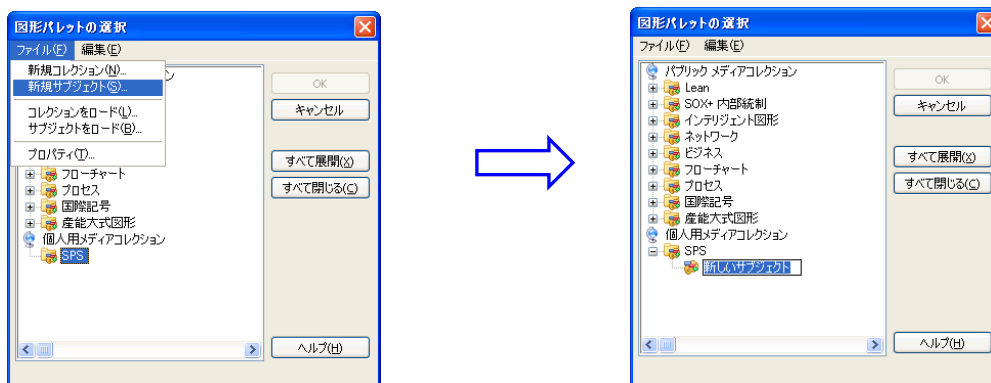 図形パレットの選択
ファイル(F) 編集(E)
新規コレクション(N)...
新規サブジェクト(S)...
コレクションをロード(L)...
サブジェクトをロード(B)...
プロパティ(T)...
ン
フローチャート
プロセス
国際記号
産能大式図形
個人用メディアコレクション
SPS
OK
キャンセル
すべて展開(X)
すべて閉じる(C)
ヘルプ(H)
図形パレットの選択
ファイル(F) 編集(E)
パブリック メディアコレクション
Lean
SOX+ 内部統制
インテリジェント図形
ネットワーク
ビジネス
フローチャート
プロセス
国際記号
産能大式図形
個人用メディアコレクション
SPS
新しいサブジェクト
OK
キャンセル
すべて展開(X)
すべて閉じる(C)
ヘルプ(H)